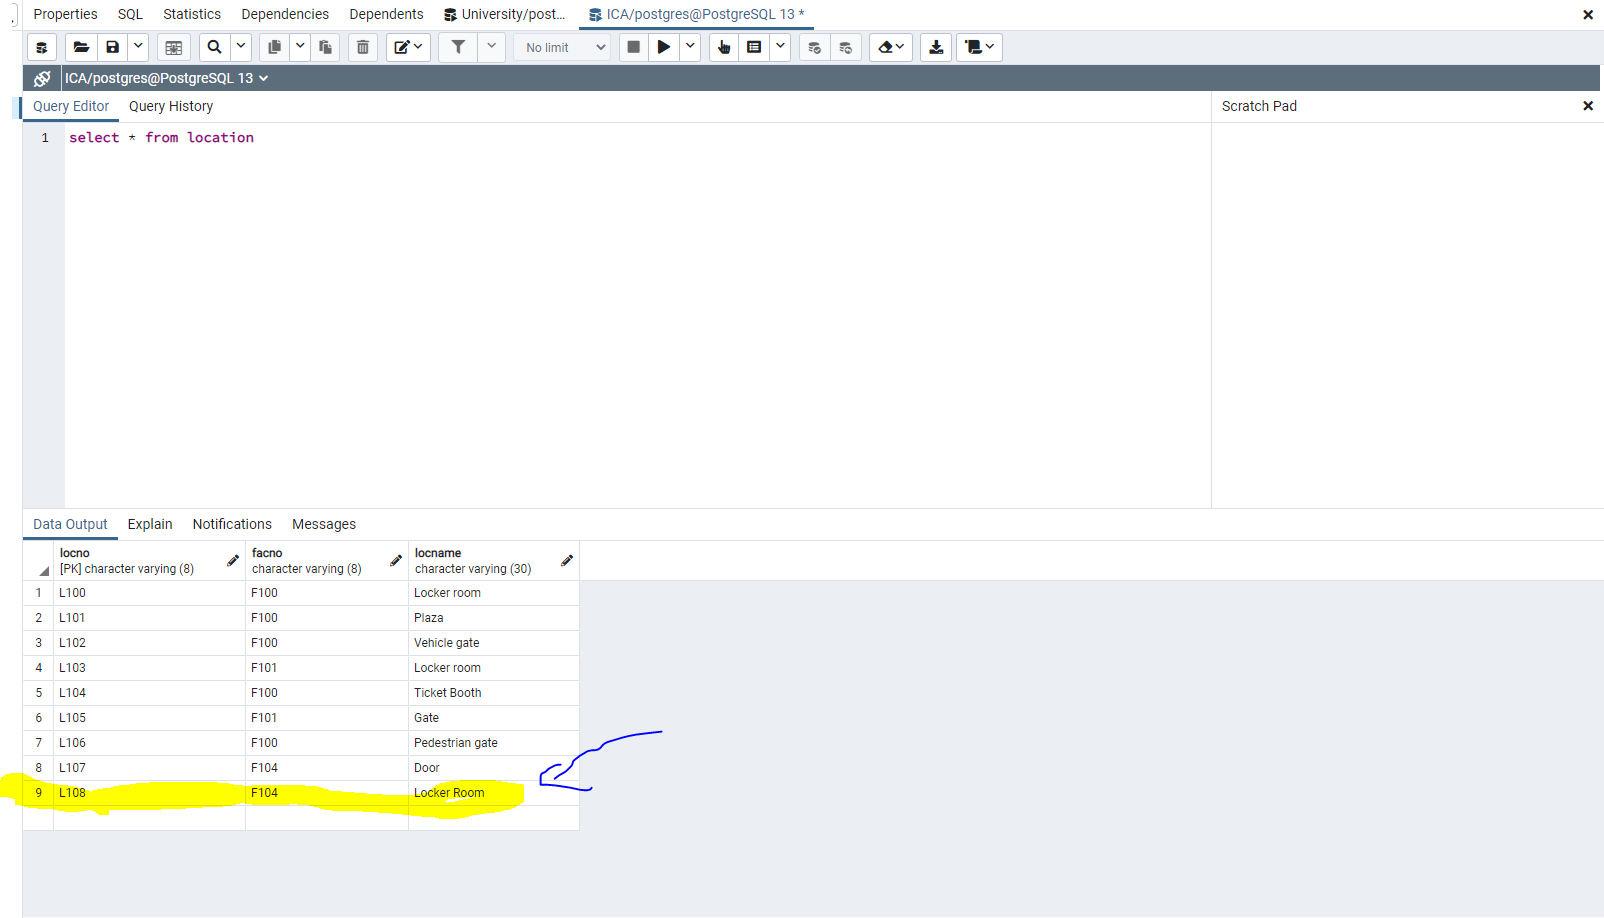 Properties SQL Statistics Dependencies Dependents University/post... ICA/postgres@PostgreSQL 13 *
No limit
ICA/postgres@PostgreSQL 13
Query Editor Query History Scratch Pad
1 select * from location
Data Output Explain Notifications Messages
locno facno locname
[PK] character varying (8) character varying (8) character varying (30)
1 L100 F100 Locker room
2 L101 F100 Plaza
3 L102 F100 Vehicle gate
4 L103 F101 Locker room
5 L104 F100 Ticket Booth
6 L105 F101 Gate
7 L106 F100 Pedestrian gate
8 L107 F104 Door
9 L108 F104 Locker Room